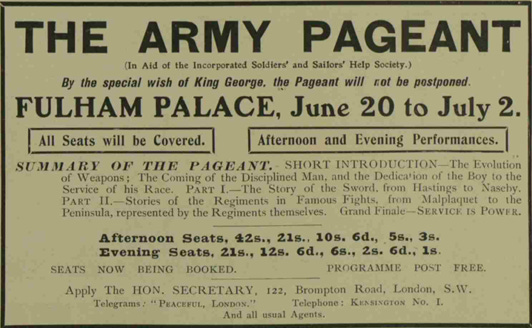 THE ARMY PAGEANT
(In Aid of the Incorporated Soldiers' and Sailors' Help Society.)
By the special wish of King George, the Pageant will not be postponed.
FULHAM PALACE, June 20 to July 2.
All Seats will be Covered.
Afternoon and Evening Performances.
SUMMARY OF THE PAGEANT.—SHORT INTRODUCTION—The Evolution
of Weapons; The Coming of the Disciplined Man, and the Dedication of the Boy to the
Service of his Race. PART I.—The Story of the Sword, from Hastings to Naseby.
PART II.—Stories of the Regiments in Famous Fights, from Malplaquet to the
Peninsula, represented by the Regiments themselves. Grand Finale—SERVICE IS POWER.
Afternoon Seats, 42s., 21s., 10s. 6d., 5s., 3s.
Evening Seats, 21s., 12s. 6d., 6s., 2s. 6d., 1s.
SEATS NOW BEING BOOKED. PROGRAMME POST FREE.
Apply The HON. SECRETARY, 122, Brompton Road, London, S.W.
Telegrams: "PEACEFUL, LONDON." Telephone: KENSINGTON No. 1.
And all usual Agents.